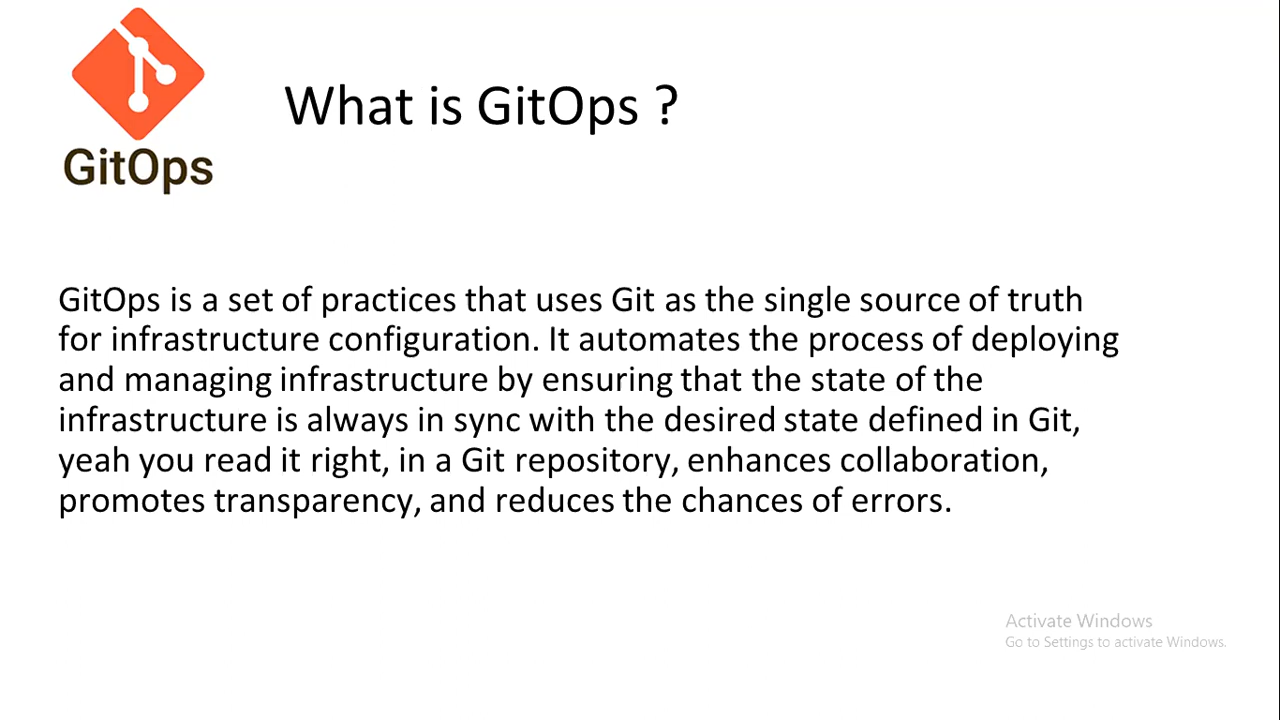 GitOps
What is GitOps ?
GitOps is a set of practices that uses Git as the single source of truth
for infrastructure configuration. It automates the process of deploying
and managing infrastructure by ensuring that the state of the
infrastructure is always in sync with the desired state defined in Git,
yeah you read it right, in a Git repository, enhances collaboration,
promotes transparency, and reduces the chances of errors.
Activate Windows
Go to Settings to activate Windows.